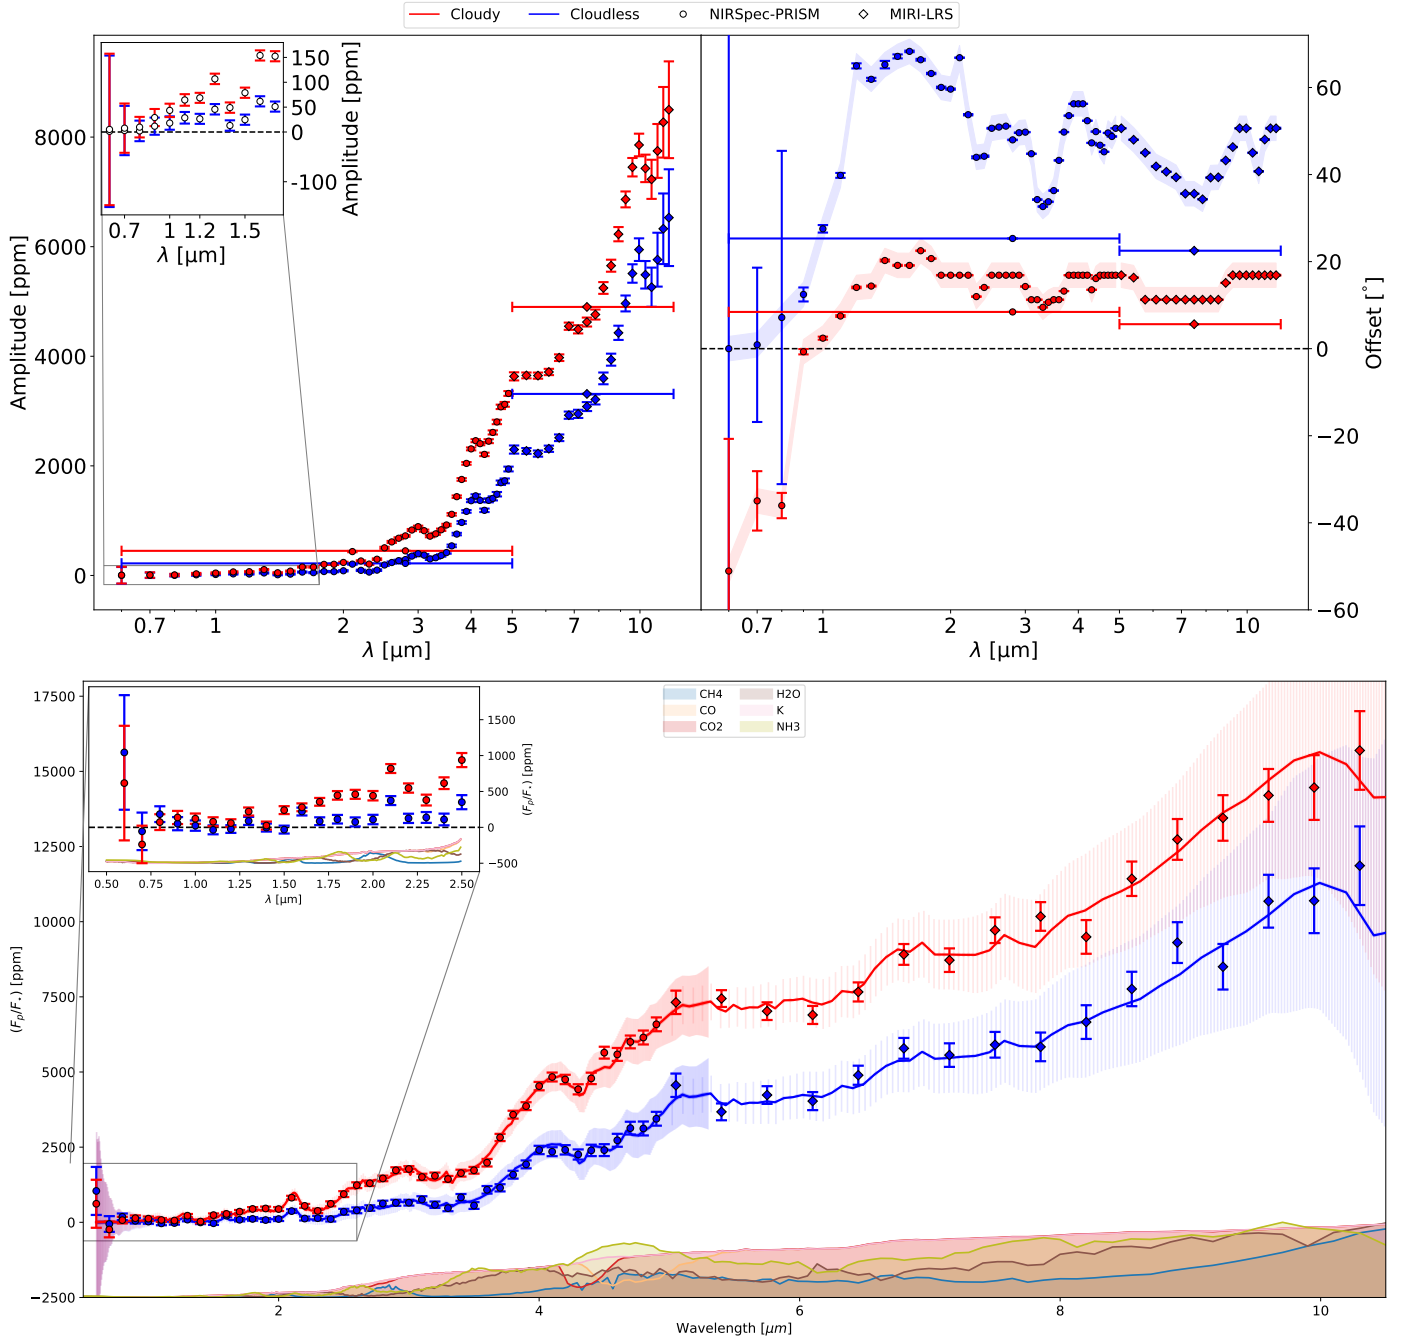 Cloudy Cloudless NIRSpec-PRISM MIRI-LRS
150
100
50
0
-100
Amplitude [ppm]
0.7 1 1.2 1.5
λ [μm]
8000
6000
4000
2000
0
Amplitude [ppm]
0.7 1 2 3 4 5 7 10
λ [μm]
60
40
20
0
−20
−40
−60
Offset [°]
0.7 1 2 3 4 5 7 10
λ [μm]
17500
15000
12500
10000
7500
5000
2500
0
−2500
(Fp/F⋆) [ppm]
1500
1000
500
0
−500
(Fp/F⋆) [ppm]
0.50 0.75 1.00 1.25 1.50 1.75 2.00 2.25 2.50
λ [μm]
CH4 H2O
CO K
CO2 NH3
2 4 6 8 10
Wavelength [μm]